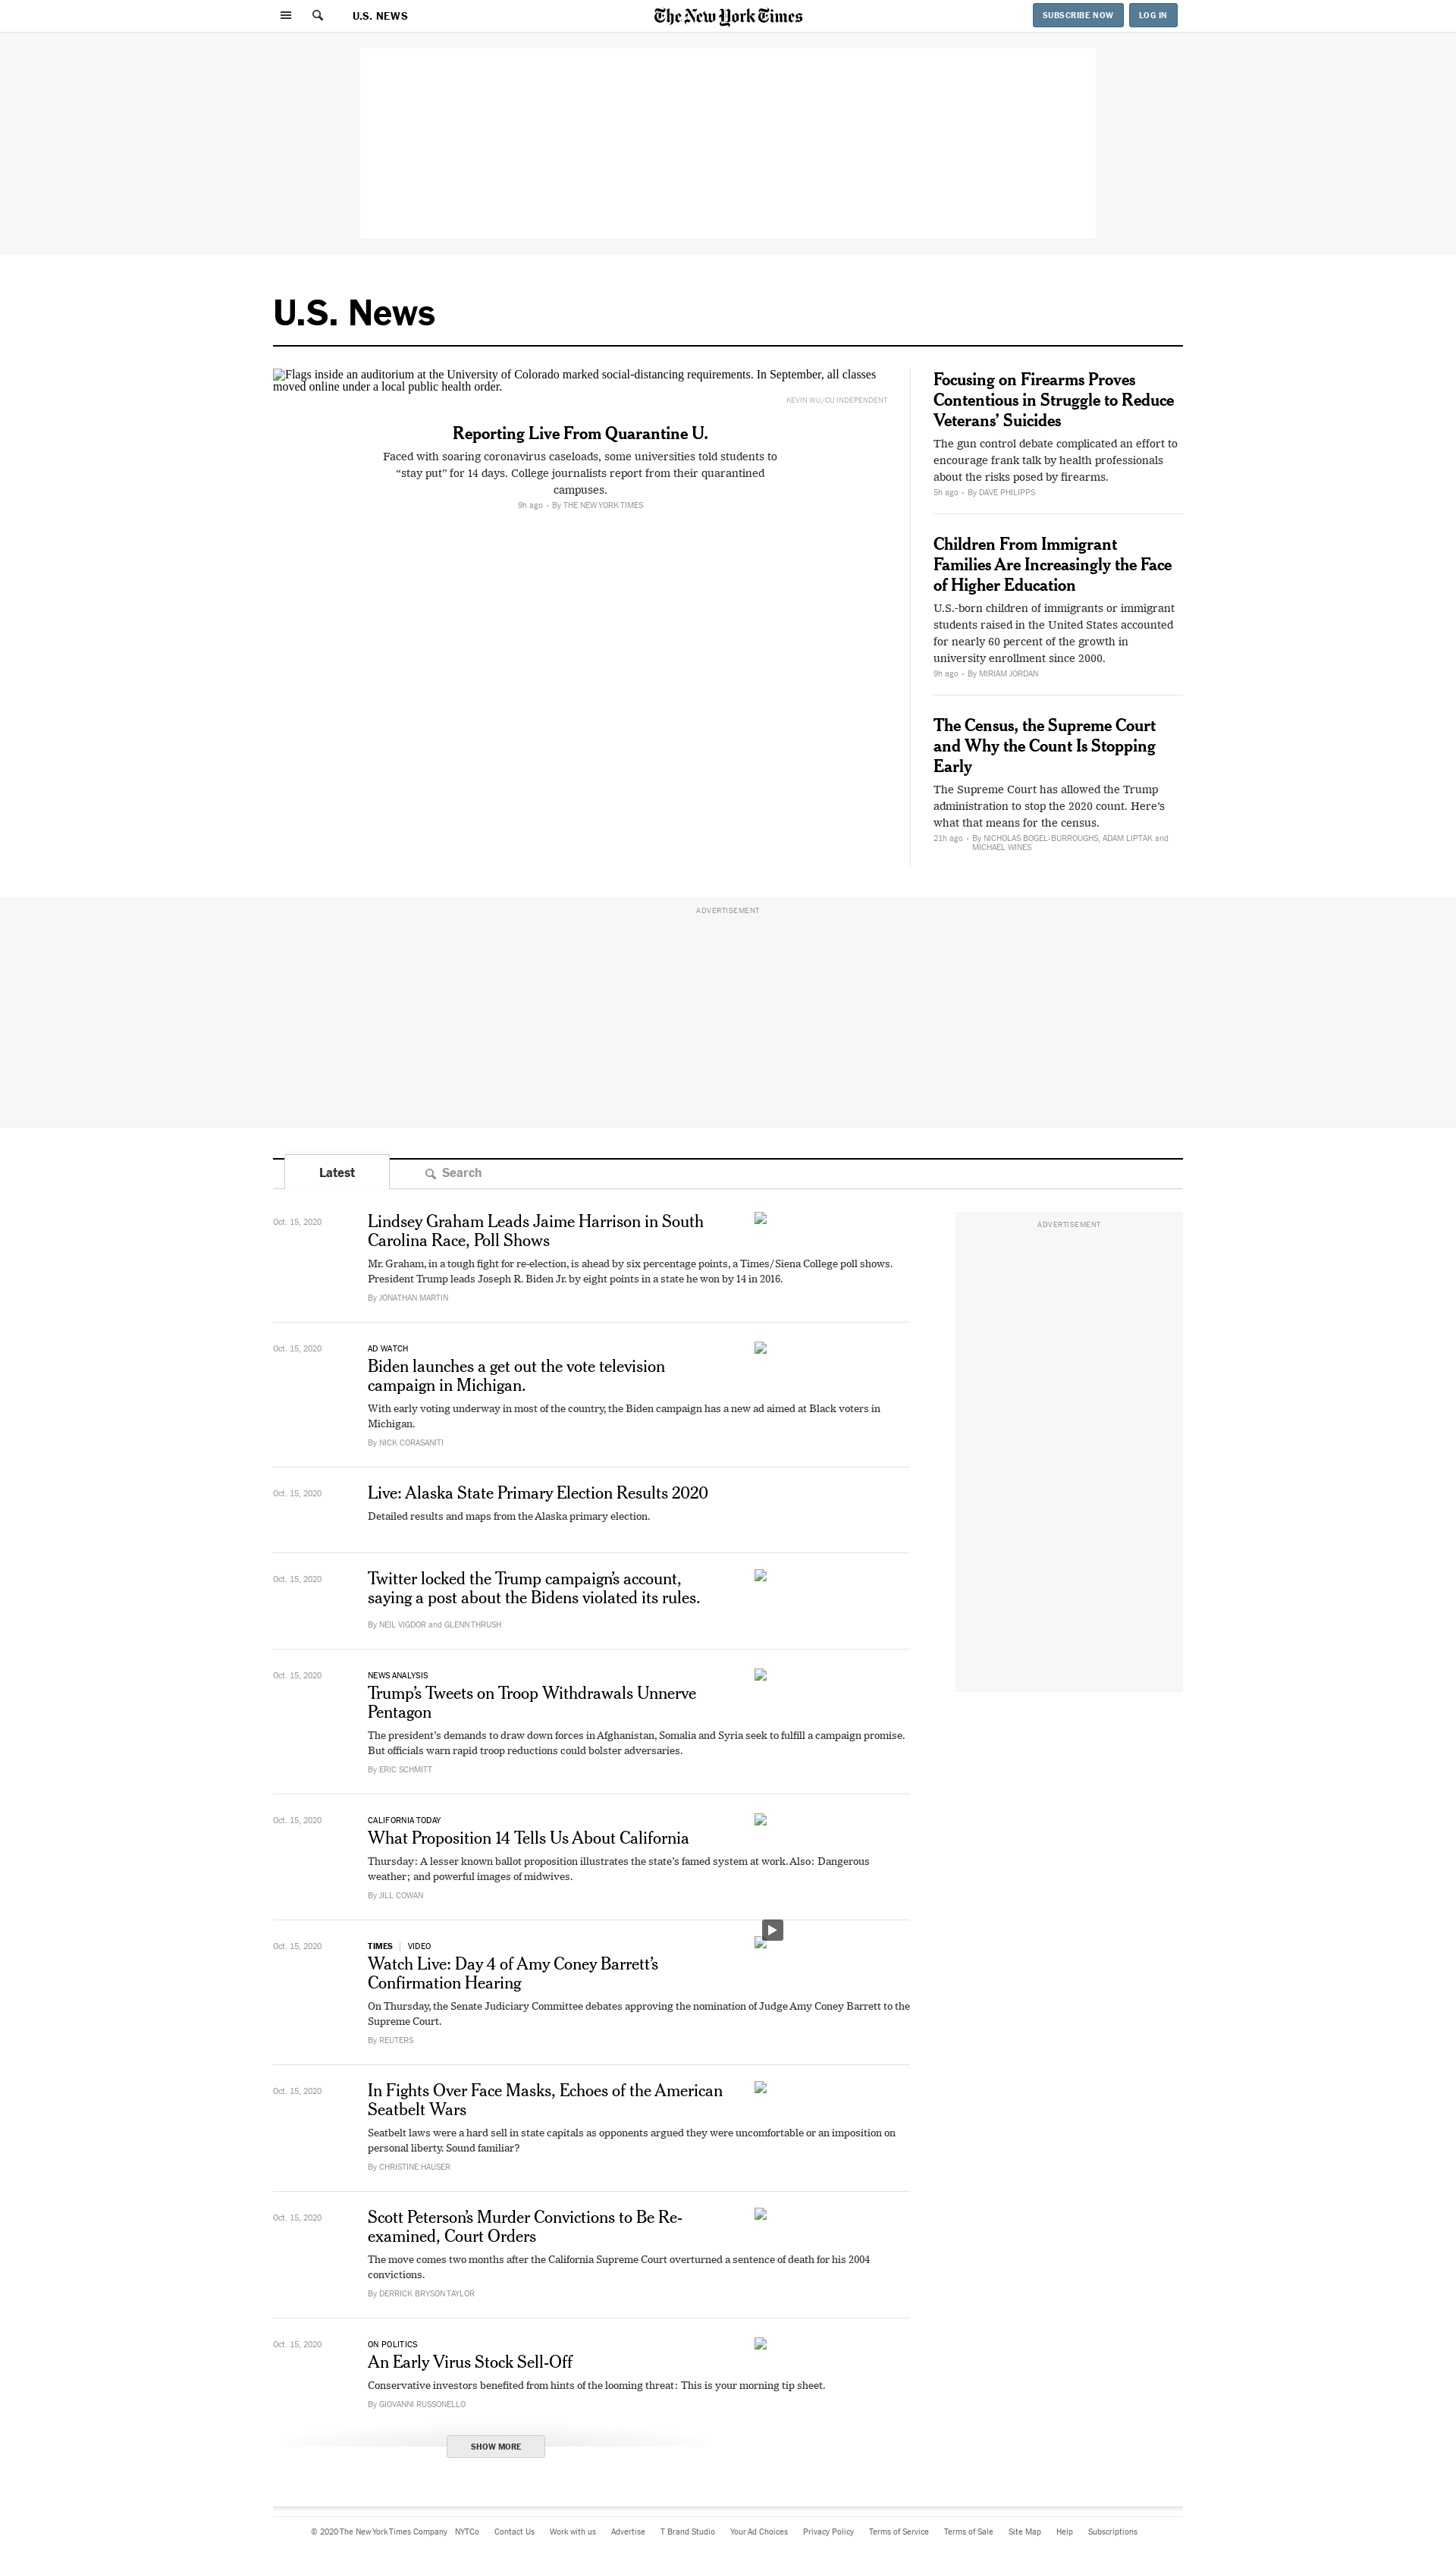 U.S. NEWS
The New York Times
SUBSCRIBE NOW
LOG IN
U.S. News
Flags inside an auditorium at the University of Colorado marked social-distancing requirements. In September, all classes
moved online under a local public health order.
KEVIN WU/CU INDEPENDENT
Reporting Live From Quarantine U.
Faced with soaring coronavirus caseloads, some universities told students to
“stay put” for 14 days. College journalists report from their quarantined
campuses.
9h ago - By THE NEW YORK TIMES
Focusing on Firearms Proves
Contentious in Struggle to Reduce
Veterans’ Suicides
The gun control debate complicated an effort to
encourage frank talk by health professionals
about the risks posed by firearms.
5h ago - By DAVE PHILIPPS
Children From Immigrant
Families Are Increasingly the Face
of Higher Education
U.S.-born children of immigrants or immigrant
students raised in the United States accounted
for nearly 60 percent of the growth in
university enrollment since 2000.
9h ago - By MIRIAM JORDAN
The Census, the Supreme Court
and Why the Count Is Stopping
Early
The Supreme Court has allowed the Trump
administration to stop the 2020 count. Here’s
what that means for the census.
21h ago - By NICHOLAS BOGEL-BURROUGHS, ADAM LIPTAK and
MICHAEL WINES
ADVERTISEMENT
Latest
Search
Oct. 15, 2020
Lindsey Graham Leads Jaime Harrison in South
Carolina Race, Poll Shows
Mr. Graham, in a tough fight for re-election, is ahead by six percentage points, a Times/Siena College poll shows.
President Trump leads Joseph R. Biden Jr. by eight points in a state he won by 14 in 2016.
By JONATHAN MARTIN
ADVERTISEMENT
Oct. 15, 2020
AD WATCH
Biden launches a get out the vote television
campaign in Michigan.
With early voting underway in most of the country, the Biden campaign has a new ad aimed at Black voters in
Michigan.
By NICK CORASANITI
Oct. 15, 2020
Live: Alaska State Primary Election Results 2020
Detailed results and maps from the Alaska primary election.
Oct. 15, 2020
Twitter locked the Trump campaign’s account,
saying a post about the Bidens violated its rules.
By NEIL VIGDOR and GLENN THRUSH
Oct. 15, 2020
NEWS ANALYSIS
Trump’s Tweets on Troop Withdrawals Unnerve
Pentagon
The president’s demands to draw down forces in Afghanistan, Somalia and Syria seek to fulfill a campaign promise.
But officials warn rapid troop reductions could bolster adversaries.
By ERIC SCHMITT
Oct. 15, 2020
CALIFORNIA TODAY
What Proposition 14 Tells Us About California
Thursday: A lesser known ballot proposition illustrates the state’s famed system at work. Also: Dangerous
weather; and powerful images of midwives.
By JILL COWAN
Oct. 15, 2020
TIMES | VIDEO
Watch Live: Day 4 of Amy Coney Barrett’s
Confirmation Hearing
On Thursday, the Senate Judiciary Committee debates approving the nomination of Judge Amy Coney Barrett to the
Supreme Court.
By REUTERS
Oct. 15, 2020
In Fights Over Face Masks, Echoes of the American
Seatbelt Wars
Seatbelt laws were a hard sell in state capitals as opponents argued they were uncomfortable or an imposition on
personal liberty. Sound familiar?
By CHRISTINE HAUSER
Oct. 15, 2020
Scott Peterson’s Murder Convictions to Be Re-
examined, Court Orders
The move comes two months after the California Supreme Court overturned a sentence of death for his 2004
convictions.
By DERRICK BRYSON TAYLOR
Oct. 15, 2020
ON POLITICS
An Early Virus Stock Sell-Off
Conservative investors benefited from hints of the looming threat: This is your morning tip sheet.
By GIOVANNI RUSSONELLO
SHOW MORE
© 2020 The New York Times Company NYTCo Contact Us Work with us Advertise T Brand Studio Your Ad Choices Privacy Policy Terms of Service Terms of Sale Site Map Help Subscriptions